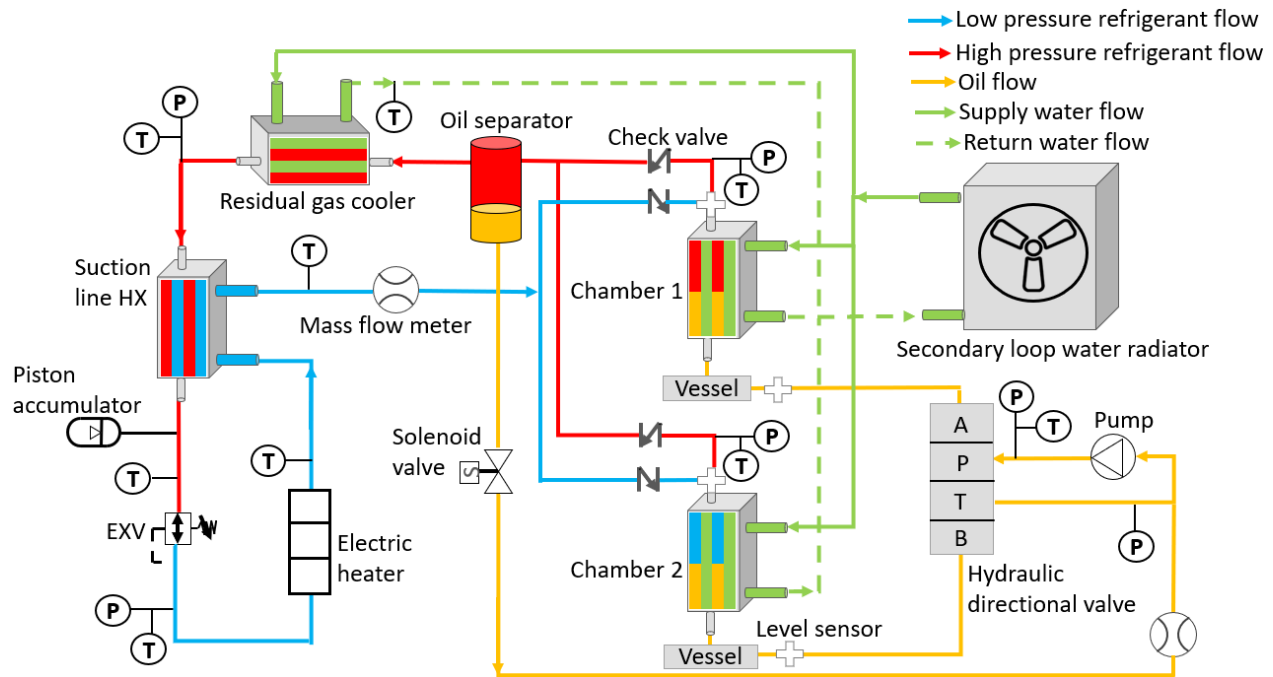 Low pressure refrigerant flow
High pressure refrigerant flow
Oil flow
Supply water flow
Return water flow
P
T
T
Oil separator
Check valve
P
T
Residual gas cooler
Suction
line HX
T
Mass flow meter
Chamber 1
Secondary loop water radiator
Vessel
Piston
accumulator
Solenoid
valve
S
P
T
A
P
T
B
P
T
Pump
P
T
T
EXV
Electric
heater
Chamber 2
Hydraulic
directional valve
P
T
Level sensor
Vessel